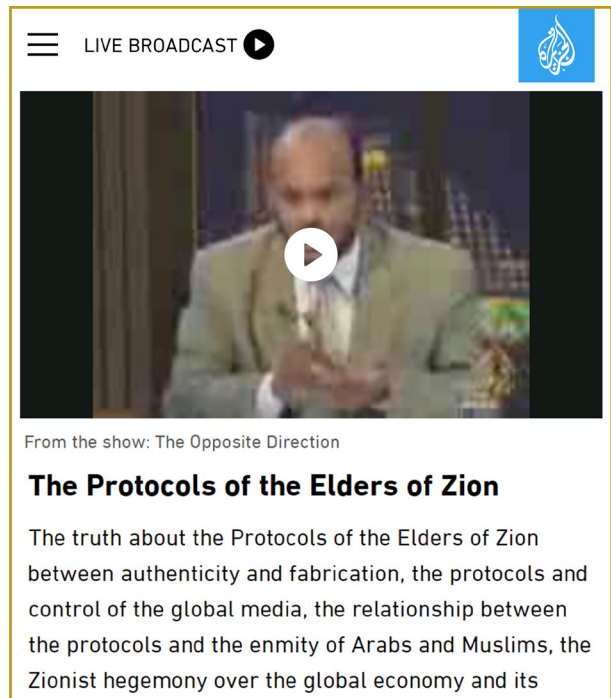 LIVE BROADCAST
From the show: The Opposite Direction
The Protocols of the Elders of Zion
The truth about the Protocols of the Elders of Zion
between authenticity and fabrication, the protocols and
control of the global media, the relationship between
the protocols and the enmity of Arabs and Muslims, the
Zionist hegemony over the global economy and its